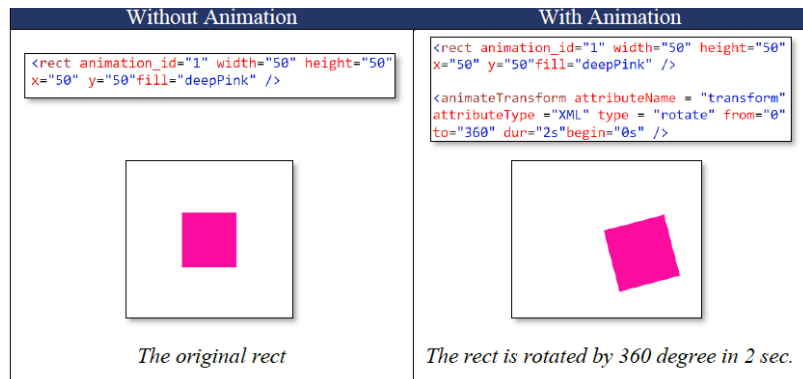 Without Animation
With Animation
<rect animation_id="1" width="50" height="50"
x="50" y="50"fill="deepPink" />
<rect animation_id="1" width="50" height="50"
x="50" y="50"fill="deepPink" />
<animateTransform attributeName = "transform"
attributeType ="XML" type = "rotate" from="0"
to="360" dur="2s"begin="0s" />
The original rect
The rect is rotated by 360 degree in 2 sec.